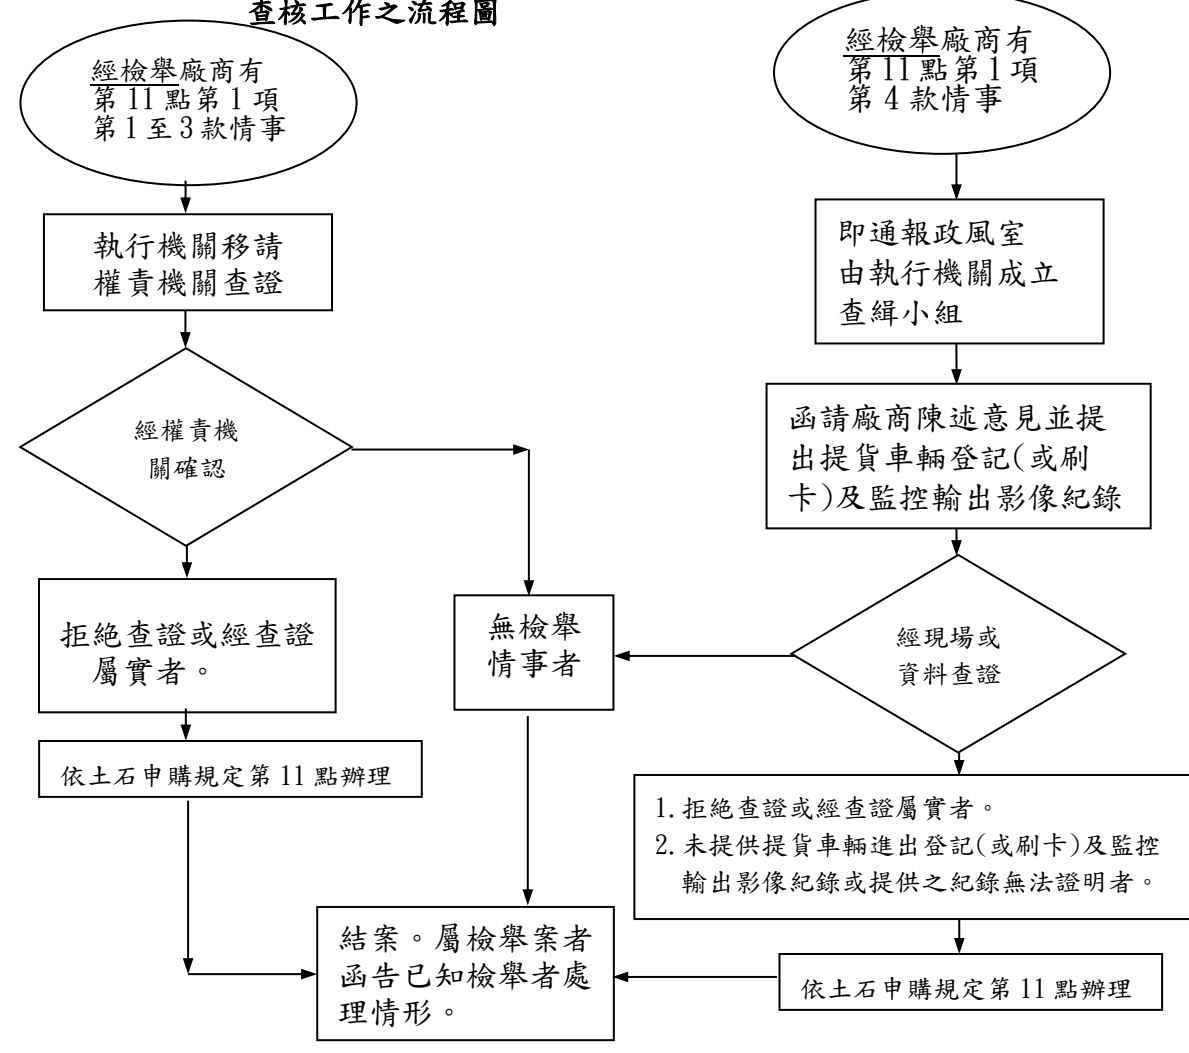 查核工作之流程圖
經檢舉廠商有
第11點第1項
第1至3款情事
執行機關移請
權責機關查證
經權責機
關確認
拒絕查證或經查證
屬實者。
依土石申購規定第11點辦理
無檢舉
情事者
結案。屬檢舉案者
函告已知檢舉者處
理情形。
經檢舉廠商有
第11點第1項
第4款情事
即通報政風室
由執行機關成立
查緝小組
函請廠商陳述意見並提
出提貨車輛登記(或刷
卡)及監控輸出影像紀錄
經現場或
資料查證
1.拒絕查證或經查證屬實者。
2.未提供提貨車輛進出登記(或刷卡)及監控
輸出影像紀錄或提供之紀錄無法證明者。
依土石申購規定第11點辦理